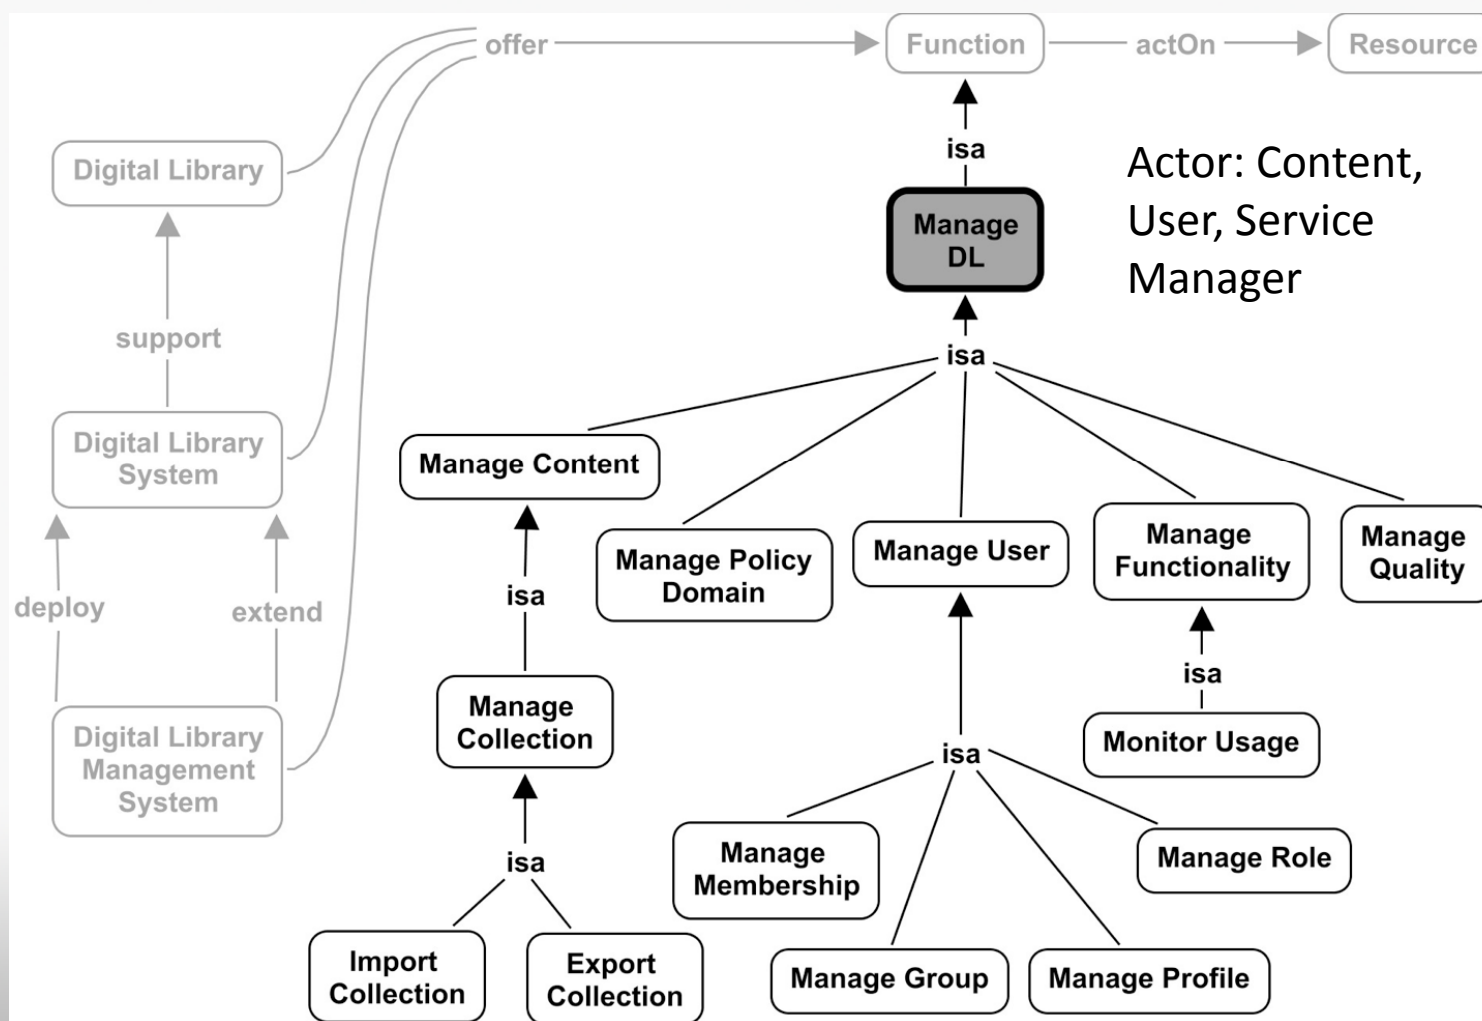 offer
Function
actOn
Resource
isa
Digital Library
Actor: Content,
User, Service
Manager
Manage
DL
support
isa
Digital Library
System
Manage Content
Manage Policy
Domain
Manage User
Manage
Functionality
Manage
Quality
deploy
extend
isa
isa
Manage
Collection
Monitor Usage
Digital Library
Management
System
isa
Manage
Membership
Manage Role
isa
Import
Collection
Export
Collection
Manage Group
Manage Profile